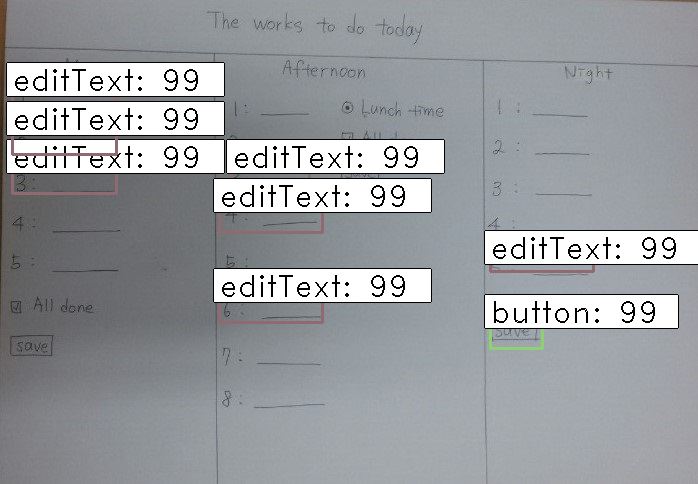 The works to do today
editText: 99
editText: 99
editText: 99
3:
4:
5:
All done
save
Afternoon
1:
Lunch time
editText: 99
editText: 99
4:
5:
editText: 99
6:
7:
8:
Night
1:
2:
3:
4:
editText: 99
button: 99
save